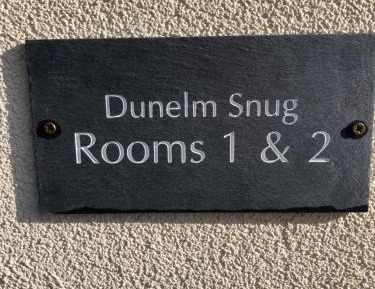 Dunelm Snug
Rooms 1 & 2